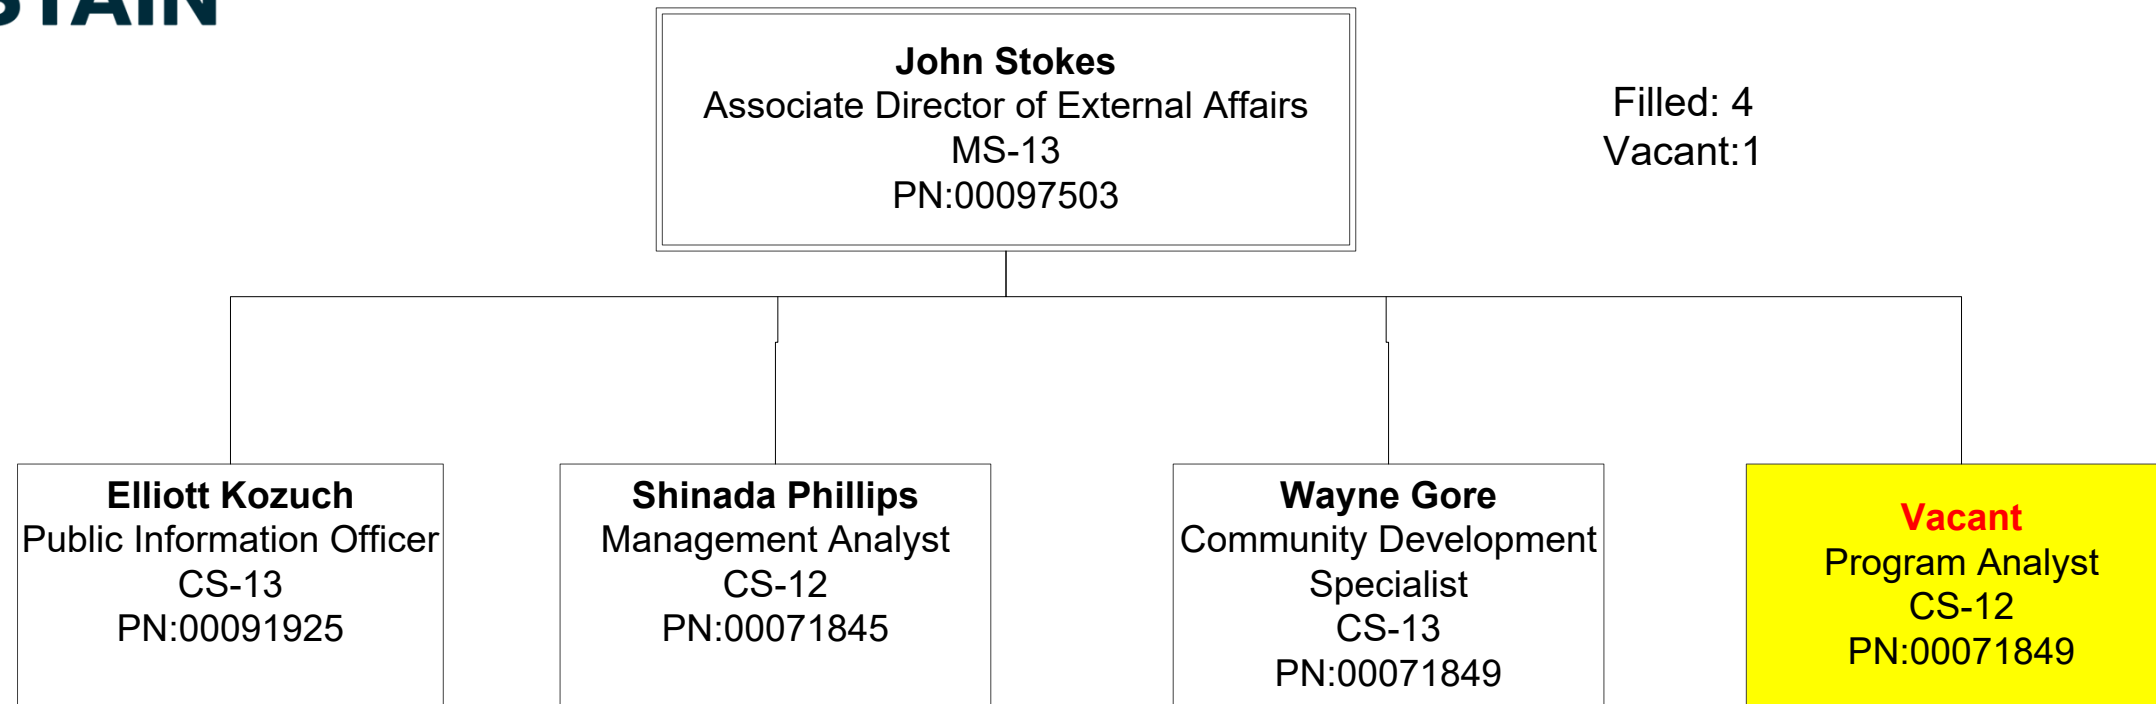 STAIN
John Stokes
Associate Director of External Affairs
MS-13
PN:00097503
Filled: 4
Vacant:1
Elliott Kozuch
Public Information Officer
CS-13
PN:00091925
Shinada Phillips
Management Analyst
CS-12
PN:00071845
Wayne Gore
Community Development
Specialist
CS-13
PN:00071849
Vacant
Program Analyst
CS-12
PN:00071849